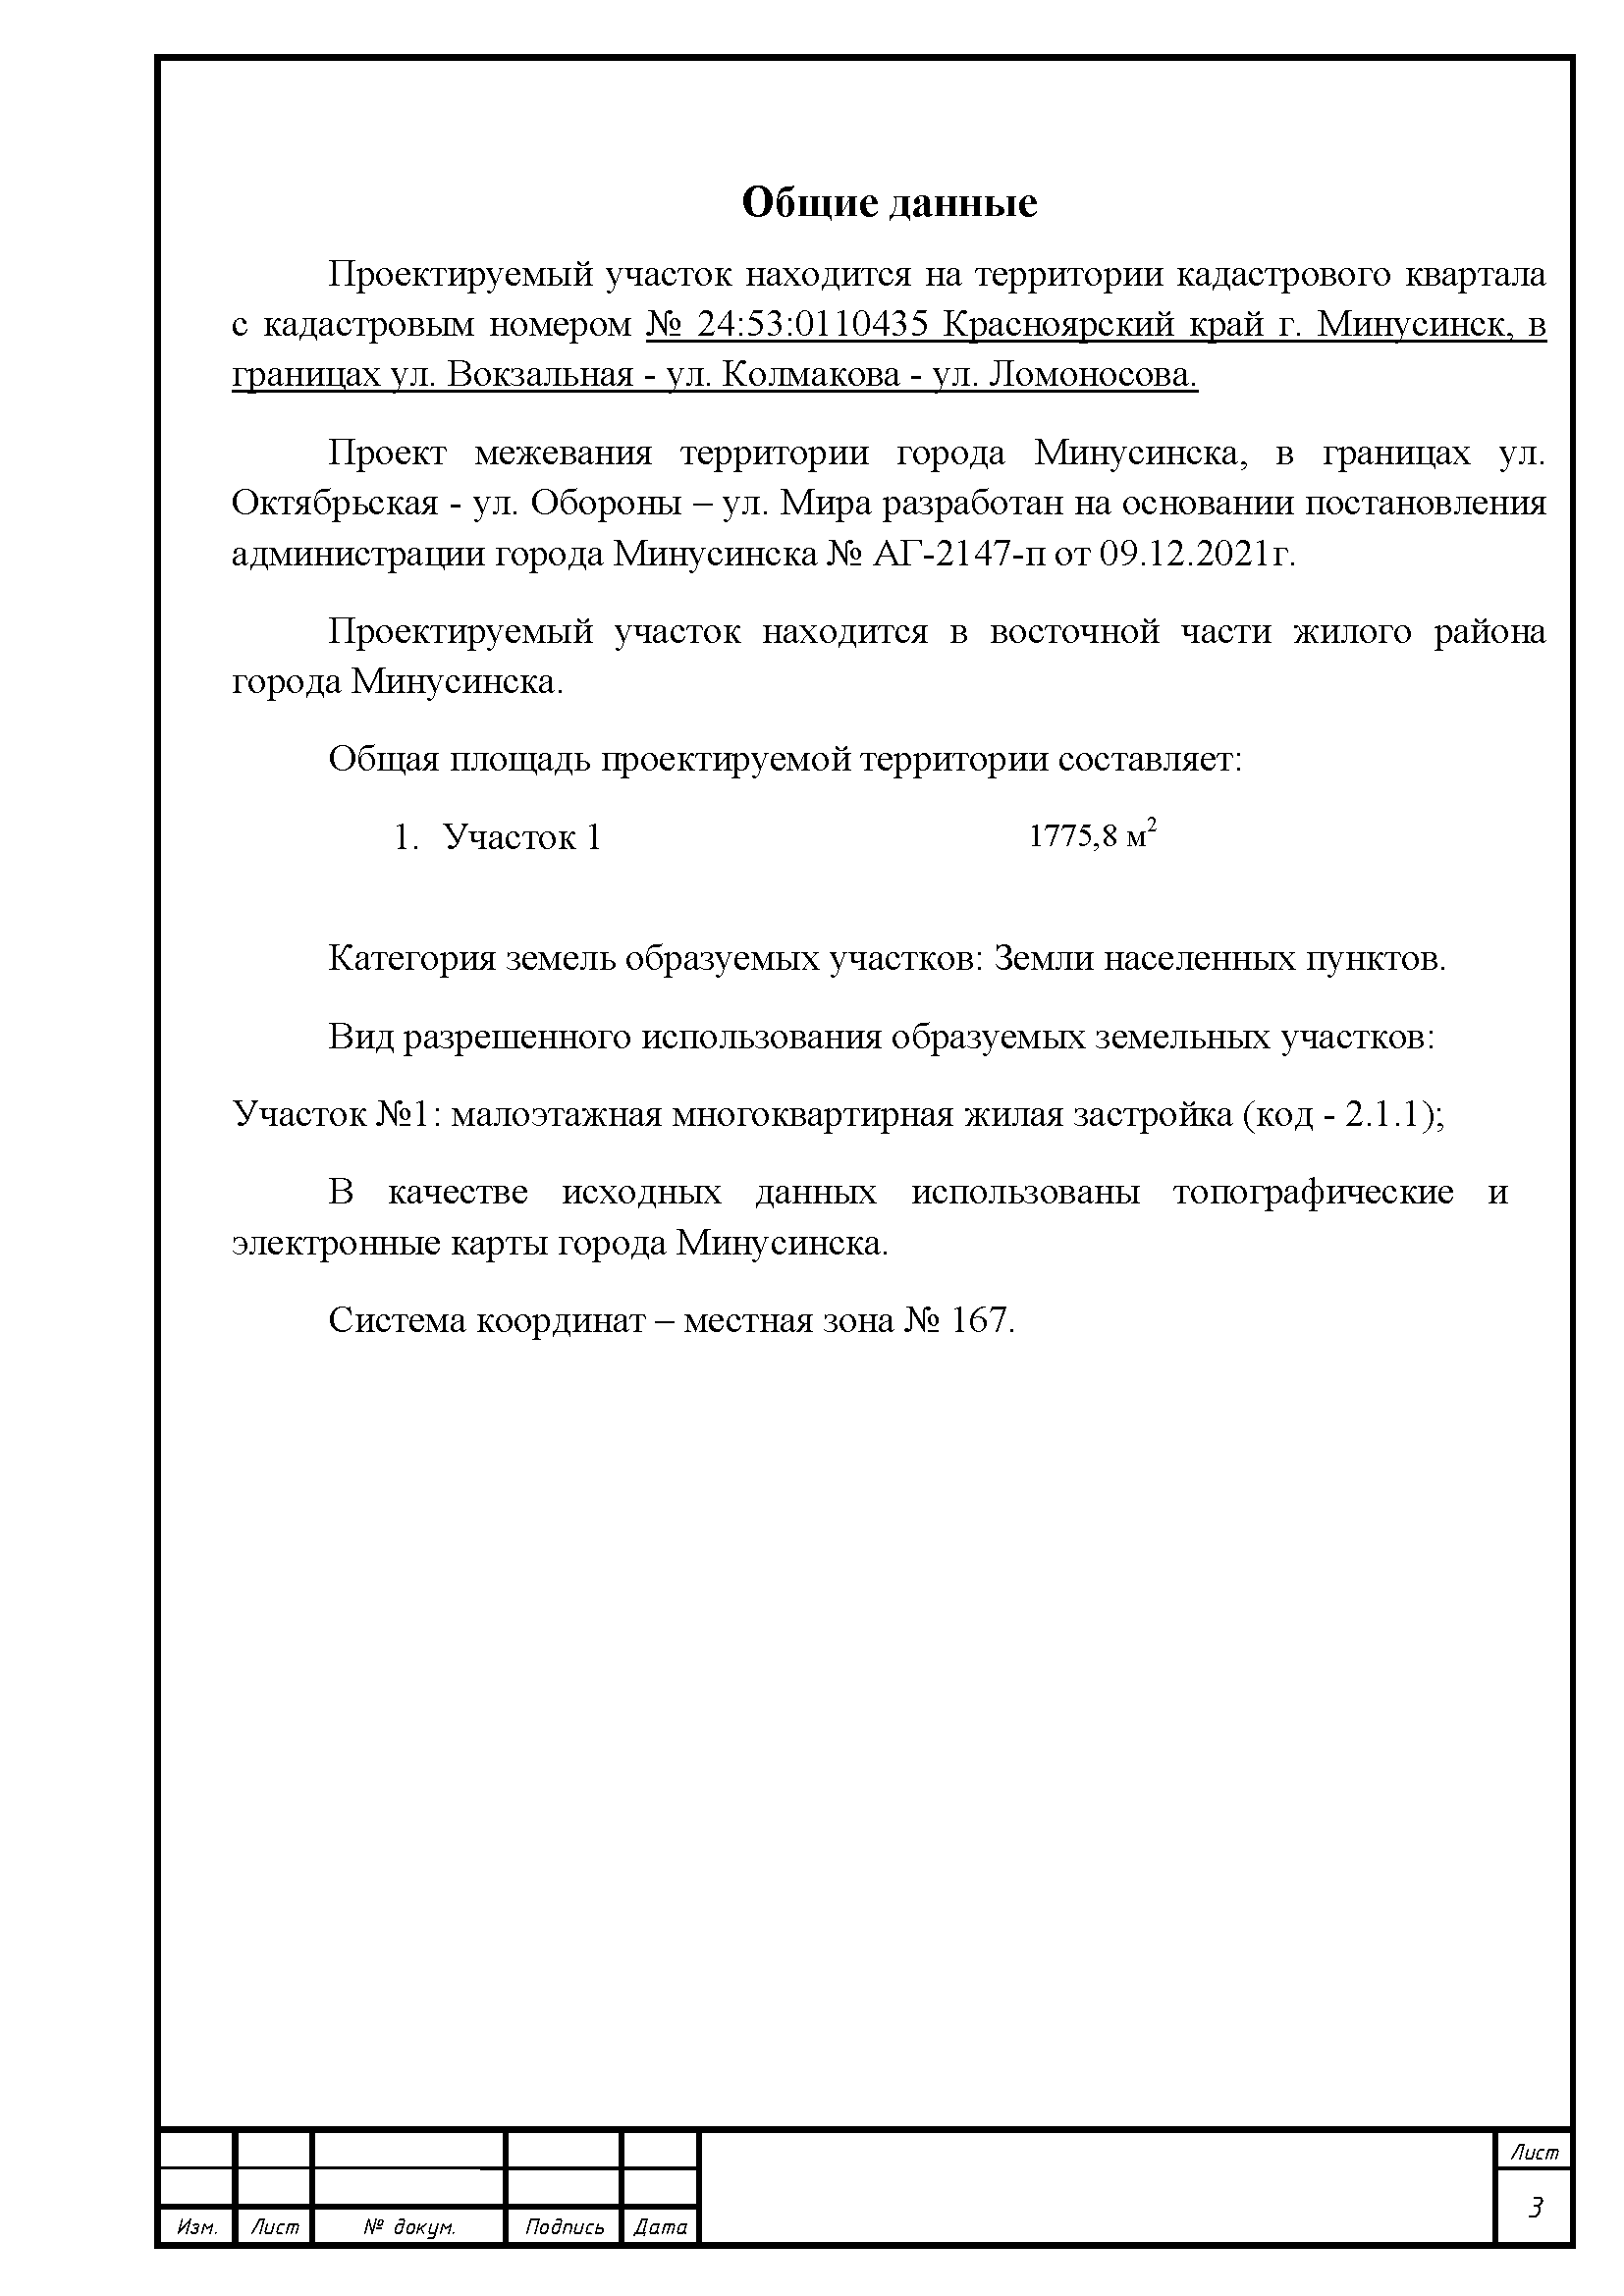 Общие данные
Проектируемый участок находится на территории кадастрового квартала
с кадастровым номером № 24:53:0110435 Красноярский край г. Минусинск, в
границах ул. Вокзальная - ул. Колмакова - ул. Ломоносова.
Проект межевания территории города Минусинска, в границах ул.
Октябрьская - ул. Обороны – ул. Мира разработан на основании постановления
администрации города Минусинска № АГ-2147-п от 09.12.2021г.
Проектируемый участок находится в восточной части жилого района
города Минусинска.
Общая площадь проектируемой территории составляет:
1. Участок 1 1775,8 м²
Категория земель образуемых участков: Земли населенных пунктов.
Вид разрешенного использования образуемых земельных участков:
Участок №1: малоэтажная многоквартирная жилая застройка (код - 2.1.1);
В качестве исходных данных использованы топографические и
электронные карты города Минусинска.
Система координат – местная зона № 167.
Лист
3
Изм. Лист № докум. Подпись Дата